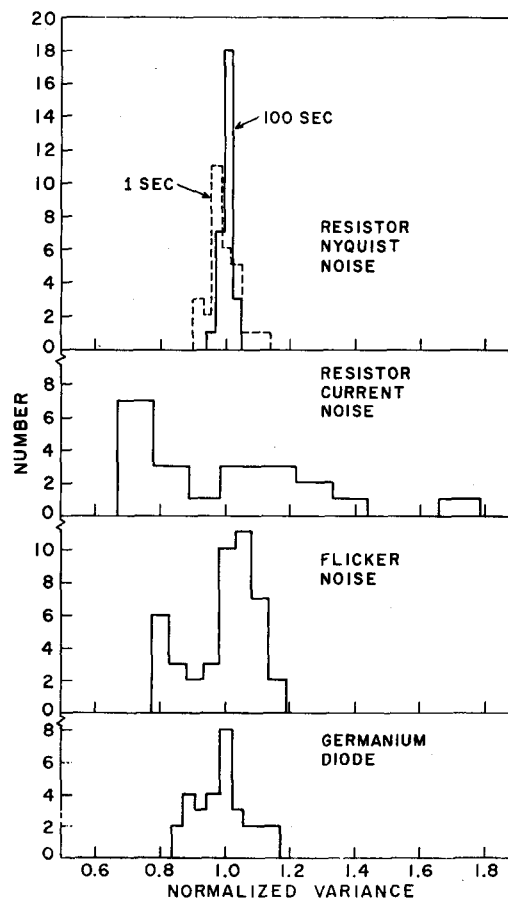 20
18
16
14
12
10
8
6
4
2
0
100 SEC
1 SEC
RESISTOR
NYQUIST
NOISE
NUMBER
8
6
4
2
0
RESISTOR
CURRENT
NOISE
10
8
6
4
2
0
FLICKER
NOISE
8
6
4
2
0
GERMANIUM
DIODE
0.6 0.8 1.0 1.2 1.4 1.6 1.8
NORMALIZED VARIANCE